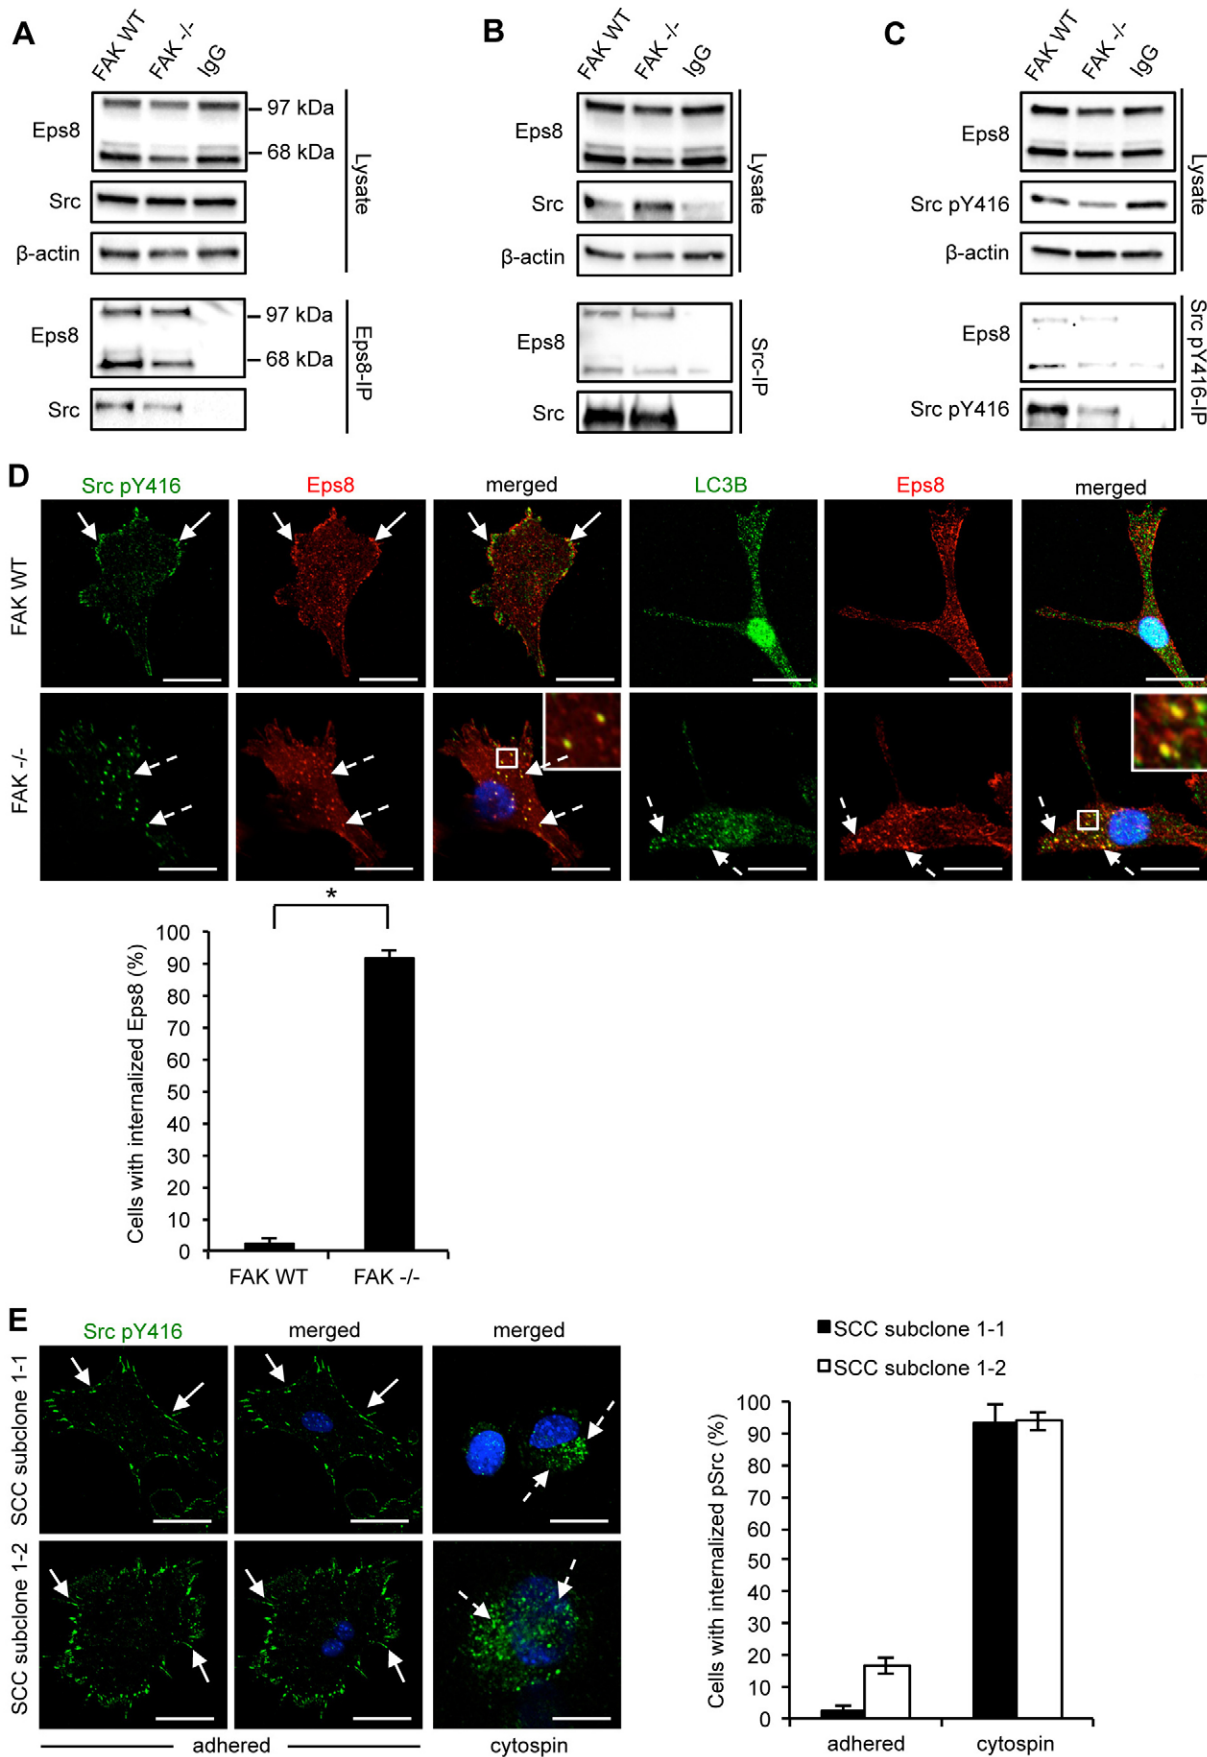 A
FAK WT
FAK -/-
IgG
Eps8
97 kDa
68 kDa
Src
β-actin
Lysate
Eps8
97 kDa
68 kDa
Src
Eps8-IP
B
FAK WT
FAK -/-
IgG
Eps8
Src
β-actin
Lysate
Eps8
Src
Src-IP
C
FAK WT
FAK -/-
IgG
Eps8
Src pY416
β-actin
Lysate
Eps8
Src pY416
Src pY416-IP
D
Src pY416
Eps8
merged
LC3B
Eps8
merged
FAK WT
FAK -/-
*
Cells with internalized Eps8 (%)
100
90
80
70
60
50
40
30
20
10
0
FAK WT
FAK -/-
E
Src pY416
merged
merged
SCC subclone 1-1
SCC subclone 1-2
adhered
cytospin
SCC subclone 1-1
SCC subclone 1-2
Cells with internalized pSrc (%)
100
90
80
70
60
50
40
30
20
10
0
adhered
cytospin